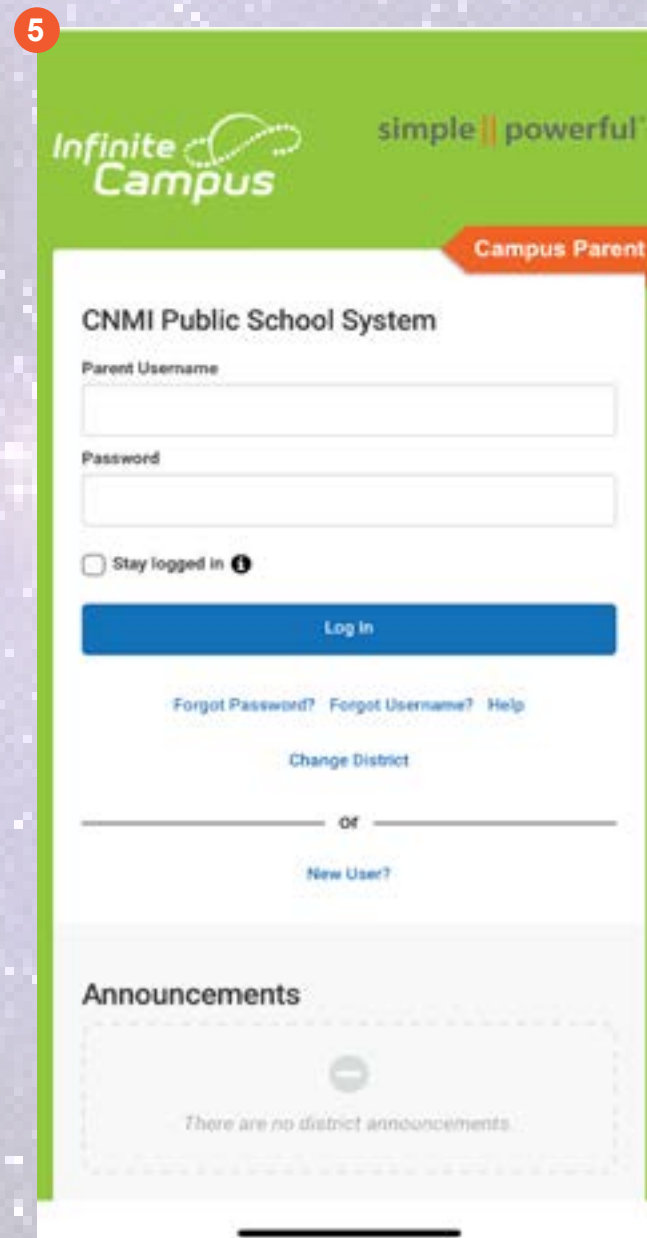 5
Infinite
Campus
simple || powerful
Campus Parent
CNMI Public School System
Parent Username
Password
Stay logged in
Log In
Forgot Password? Forgot Username? Help
Change District
or
New User?
Announcements
There are no district announcements